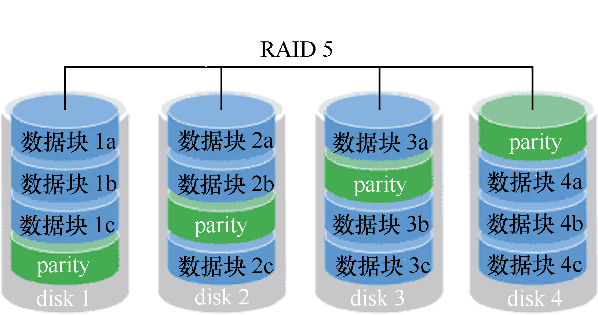 RAID 5
数据块 1a
数据块 1b
数据块 1c
parity
disk 1
数据块 2a
数据块 2b
parity
数据块 2c
disk 2
数据块 3a
parity
数据块 3b
数据块 3c
disk 3
parity
数据块 4a
数据块 4b
数据块 4c
disk 4